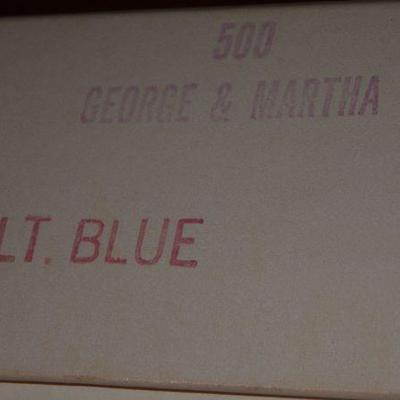 500
GEORGE & MARTHA
LT. BLUE